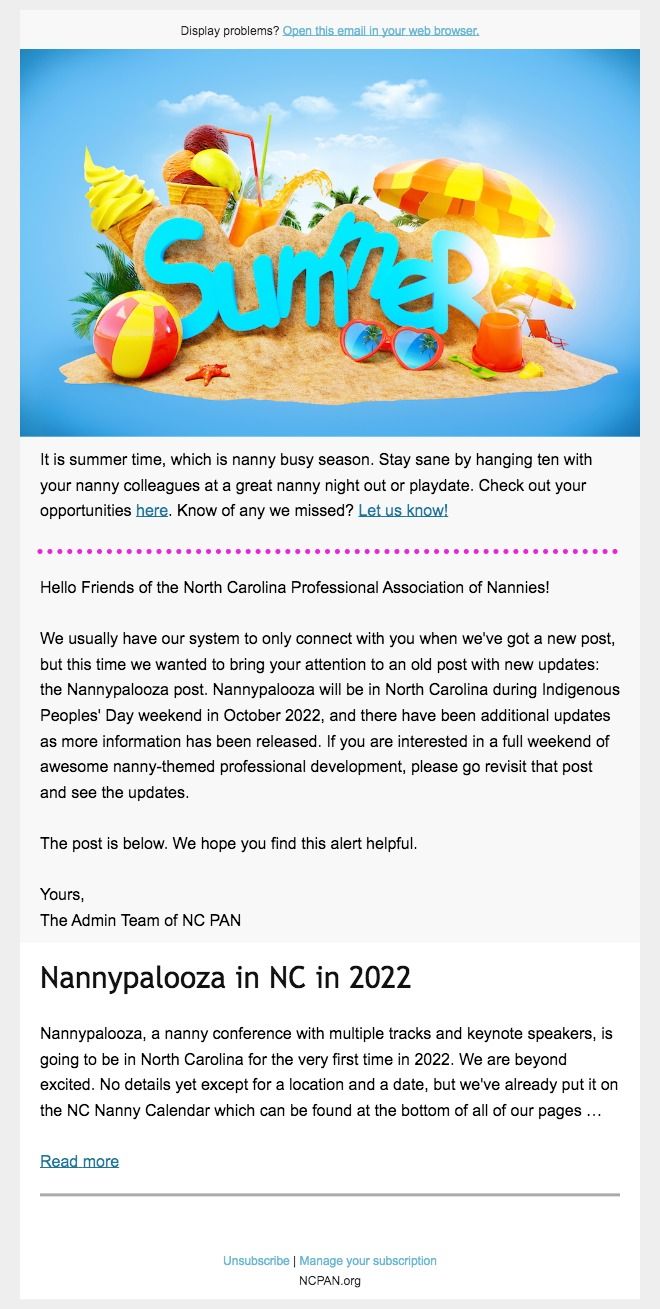 Display problems? Open this email in your web browser.
Summer
It is summer time, which is nanny busy season. Stay sane by hanging ten with
your nanny colleagues at a great nanny night out or playdate. Check out your
opportunities here. Know of any we missed? Let us know!
Hello Friends of the North Carolina Professional Association of Nannies!
We usually have our system to only connect with you when we've got a new post,
but this time we wanted to bring your attention to an old post with new updates:
the Nannypalooza post. Nannypalooza will be in North Carolina during Indigenous
Peoples' Day weekend in October 2022, and there have been additional updates
as more information has been released. If you are interested in a full weekend of
awesome nanny-themed professional development, please go revisit that post
and see the updates.
The post is below. We hope you find this alert helpful.
Yours,
The Admin Team of NC PAN
Nannypalooza in NC in 2022
Nannypalooza, a nanny conference with multiple tracks and keynote speakers, is
going to be in North Carolina for the very first time in 2022. We are beyond
excited. No details yet except for a location and a date, but we've already put it on
the NC Nanny Calendar which can be found at the bottom of all of our pages …
Read more
Unsubscribe | Manage your subscription
NCPAN.org